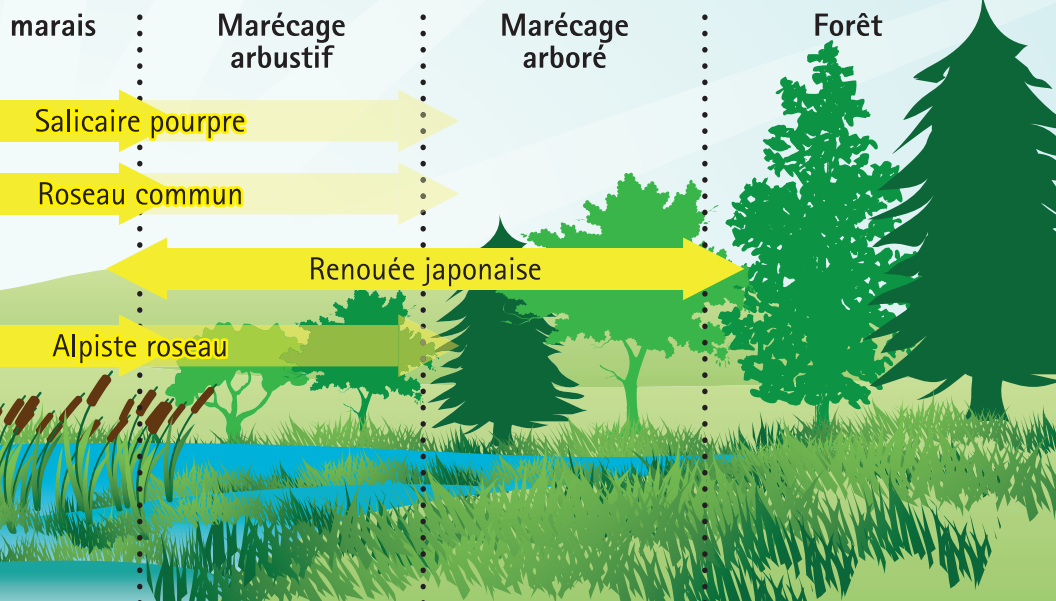 marais
Marécage
arbustif
Marécage
arboré
Forêt
Salicaire pourpre
Roseau commun
Renouée japonaise
Alpiste roseau